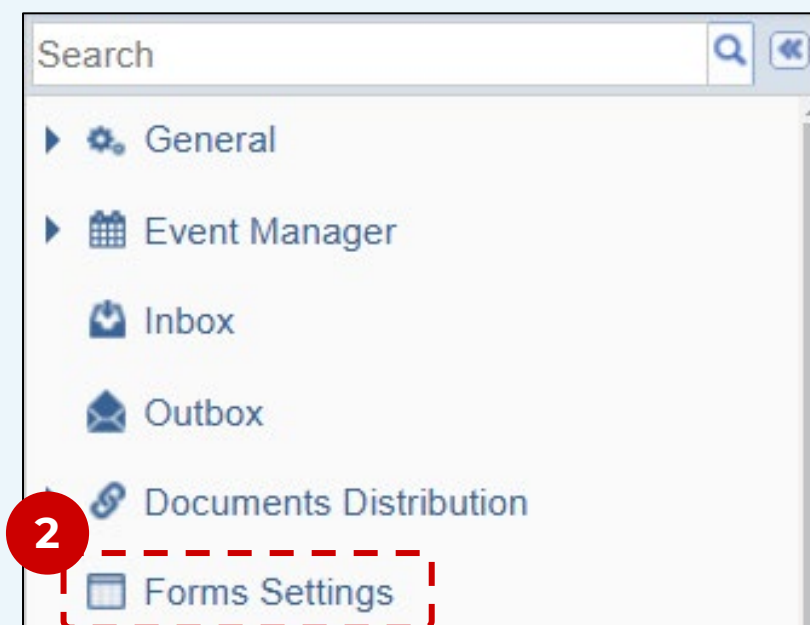 Search
General
Event Manager
Inbox
Outbox
Documents Distribution
2
Forms Settings